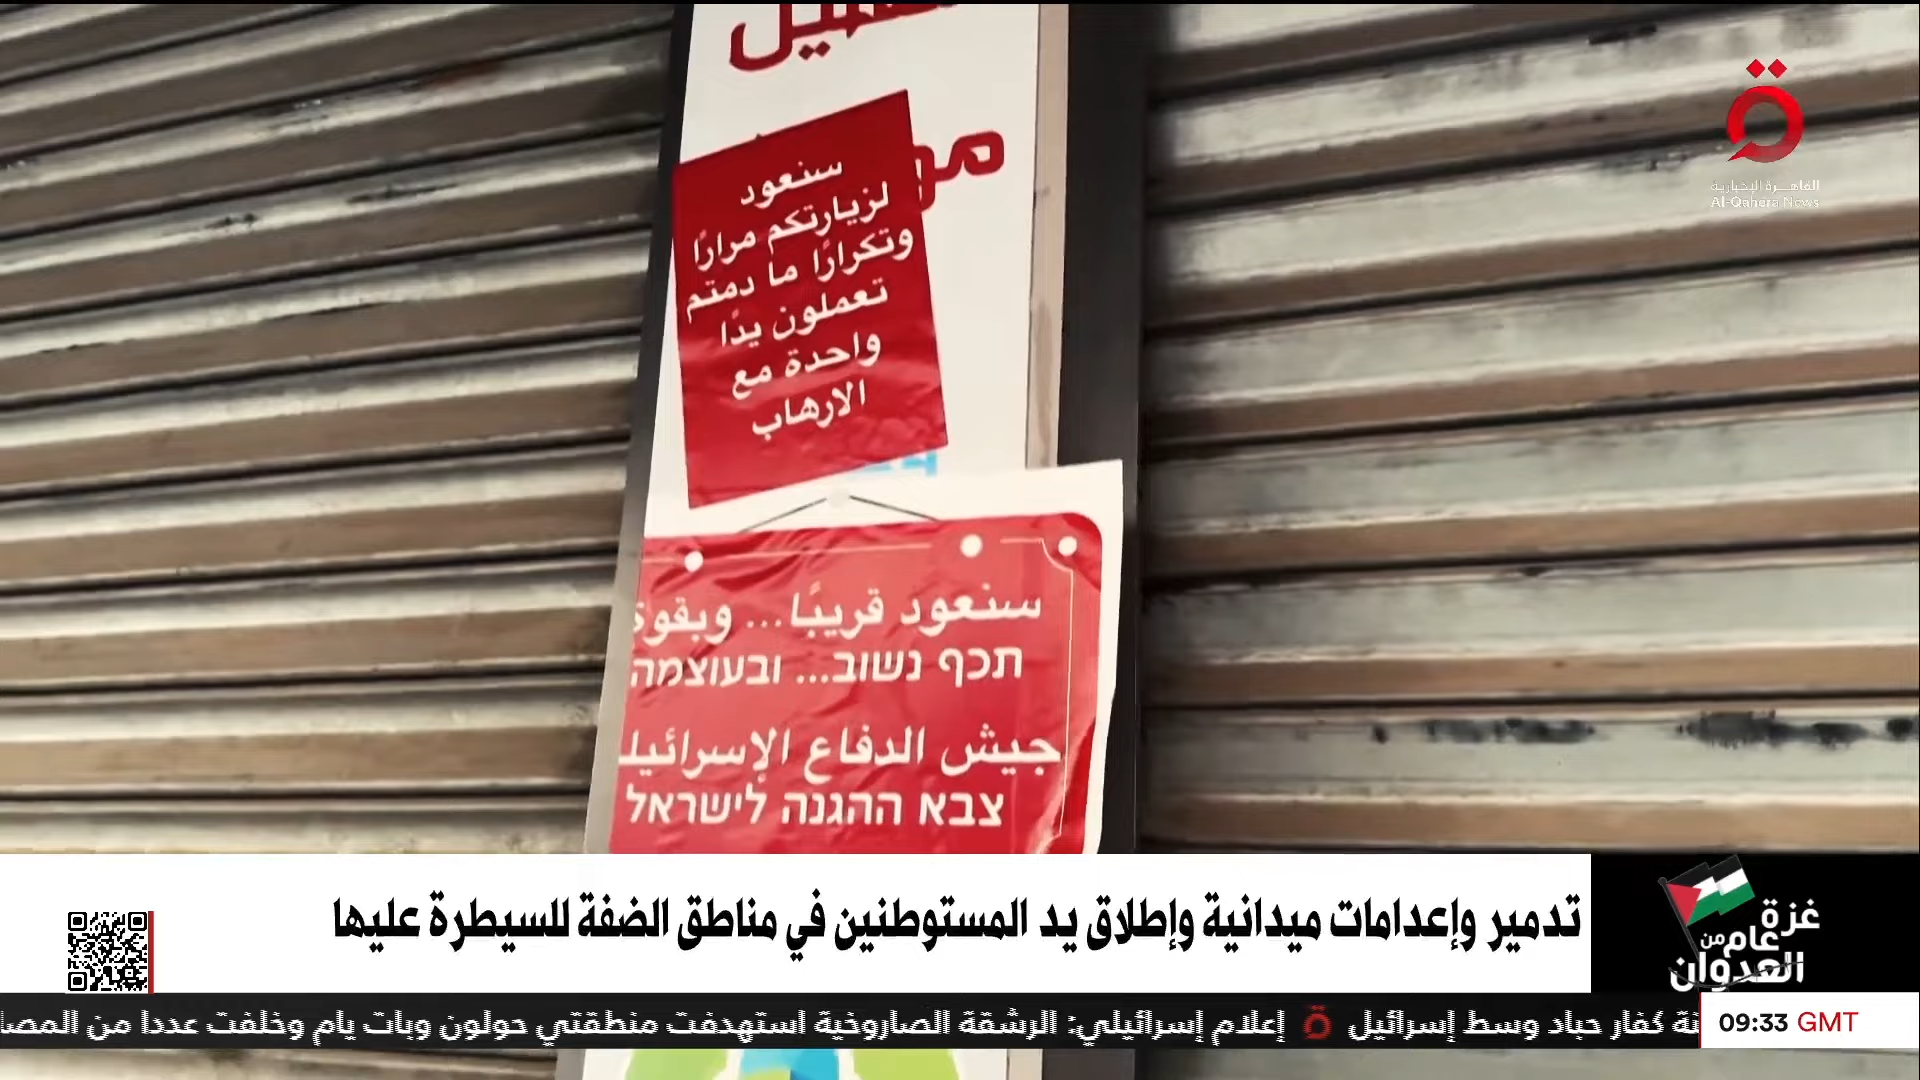 سنعود
لزيارتكم مرارًا
وتكرارًا ما دمتم
تعملون يدًا
واحدة مع
الارهاب
سنعود قريبًا... وبقوة
תכף נשוב... ובעוצמה
جيش الدفاع الإسرائيلي
צבא ההגנה לישראל
القاهرة الإخبارية
Al-Qahera News
تدمير وإعدامات ميدانية وإطلاق يد المستوطنين في مناطق الضفة للسيطرة عليها
غزة
عام من
العدوان
كفار حباد وسط إسرائيل
إعلام إسرائيلي: الرشقة الصاروخية استهدفت منطقتي حولون وبات يام وخلفت عددا من
09:33 GMT